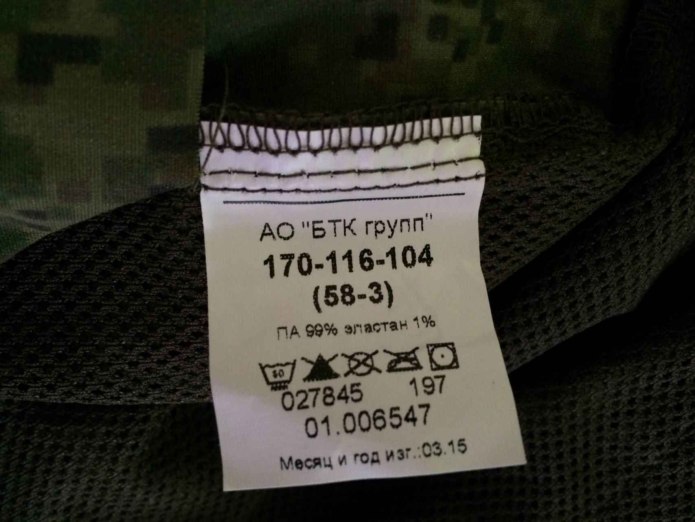 АО "БТК групп"
170-116-104
(58-3)
ПА 99% эластан 1%
027845 197
01.006547
Месяц и год изг.:03.15